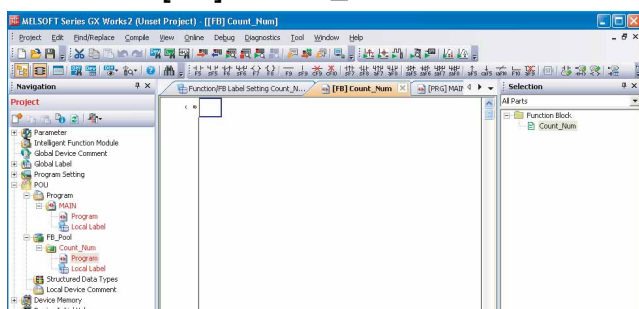 MELSOFT Series GX Works2 (Unset Project) - [[FB] Count_Num]
Project Edit Find/Replace Compile View Online Debug Diagnostics Tool Window Help
Navigation
Function/FB Label Setting Count_N...
[FB] Count_Num
[PRG] MAIN
Selection
Project
All Parts
Parameter
Intelligent Function Module
Global Device Comment
Global Label
Program Setting
POU
Program
MAIN
Program
Local Label
FB_Pool
Count_Num
Program
Local Label
Structured Data Types
Local Device Comment
Device Memory
Function Block
Count_Num